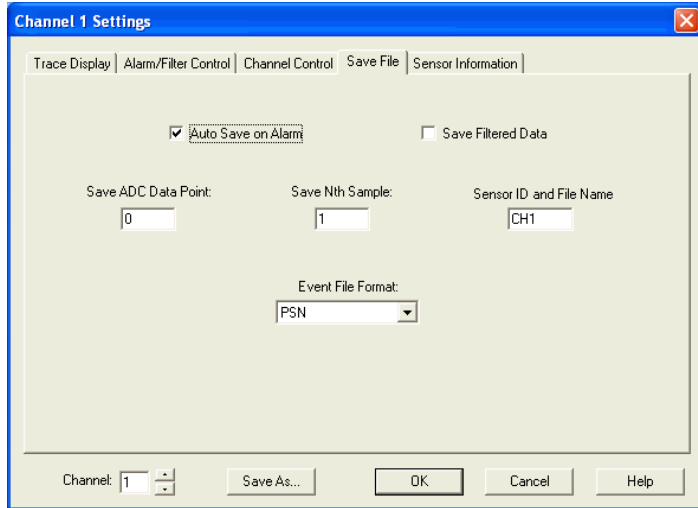 Channel 1 Settings
Trace Display Alarm/Filter Control Channel Control Save File Sensor Information
Auto Save on Alarm Save Filtered Data
Save ADC Data Point: Save Nth Sample: Sensor ID and File Name
0 1 CH1
Event File Format:
PSN
Channel: 1 Save As... OK Cancel Help